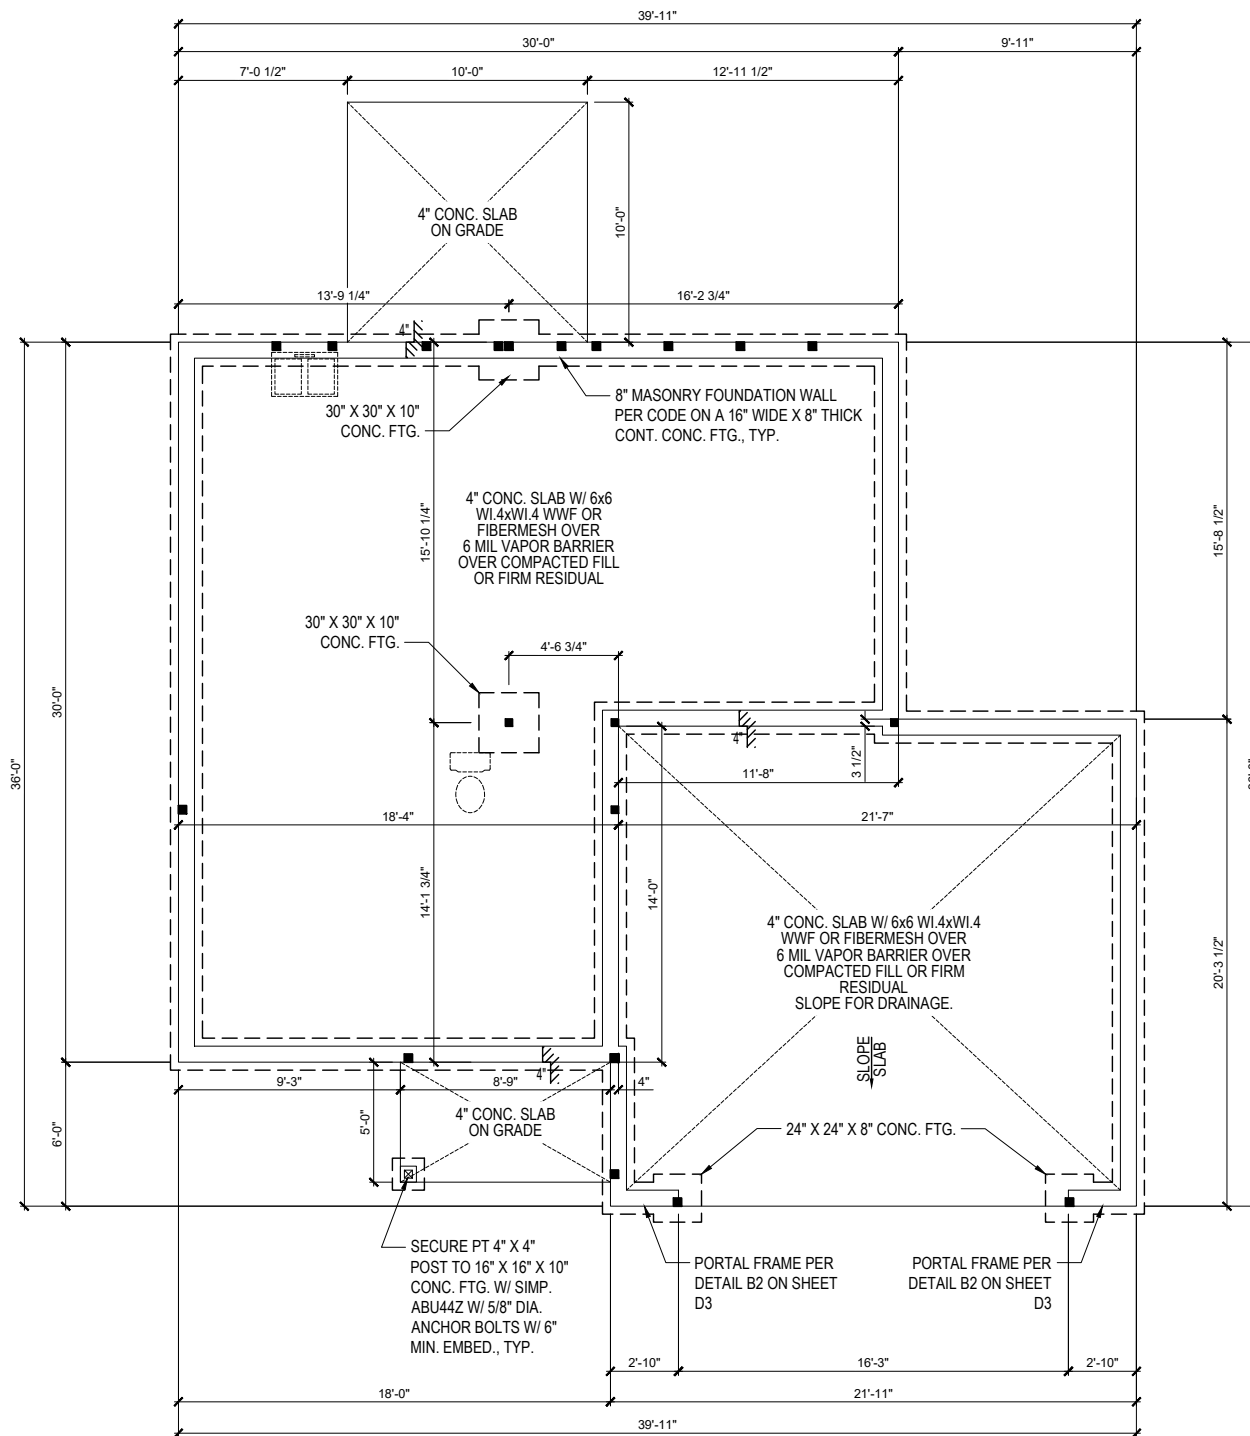 39'-11"
30'-0"
9'-11"
7'-0 1/2"
10'-0"
12'-11 1/2"
4" CONC. SLAB
ON GRADE
10'-0"
13'-9 1/4"
16'-2 3/4"
4"
30" X 30" X 10"
CONC. FTG.
8" MASONRY FOUNDATION WALL
PER CODE ON A 16" WIDE X 8" THICK
CONT. CONC. FTG., TYP.
4" CONC. SLAB W/ 6x6
WI.4xWI.4 WWF OR
FIBERMESH OVER
6 MIL VAPOR BARRIER
OVER COMPACTED FILL
OR FIRM RESIDUAL
15'-10 1/4"
15'-8 1/2"
30" X 30" X 10"
CONC. FTG.
4'-6 3/4"
30'-0"
36'-0"
4"
3 1/2"
11'-8"
18'-4"
21'-7"
14'-1 3/4"
14'-0"
4" CONC. SLAB W/ 6x6 WI.4xWI.4
WWF OR FIBERMESH OVER
6 MIL VAPOR BARRIER OVER
COMPACTED FILL OR FIRM
RESIDUAL
SLOPE FOR DRAINAGE.
20'-3 1/2"
SLOPE
SLAB
4"
9'-3"
8'-9"
4"
5'-0"
6'-0"
4" CONC. SLAB
ON GRADE
24" X 24" X 8" CONC. FTG.
SECURE PT 4" X 4"
POST TO 16" X 16" X 10"
CONC. FTG. W/ SIMP.
ABU44Z W/ 5/8" DIA.
ANCHOR BOLTS W/ 6"
MIN. EMBED., TYP.
PORTAL FRAME PER
DETAIL B2 ON SHEET
D3
PORTAL FRAME PER
DETAIL B2 ON SHEET
D3
2'-10"
16'-3"
2'-10"
18'-0"
21'-11"
39'-11"